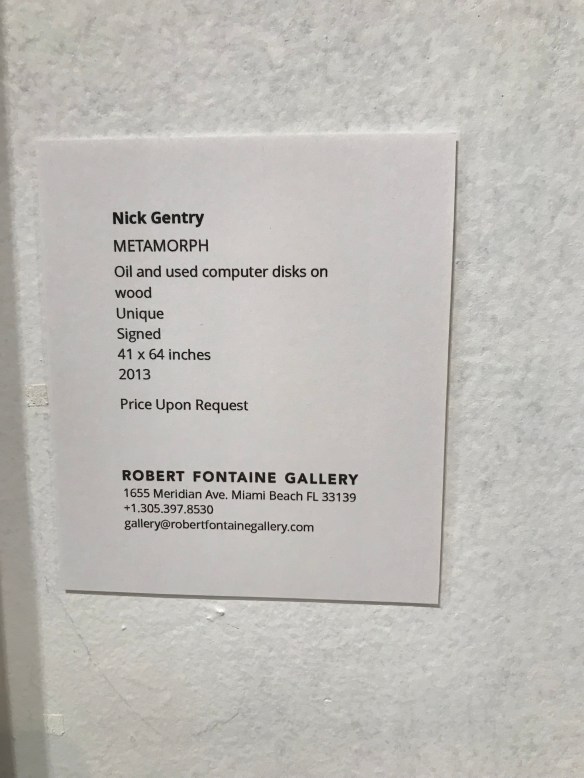 Nick Gentry
METAMORPH
Oil and used computer disks on
wood
Unique
Signed
41 x 64 inches
2013
Price Upon Request
ROBERT FONTAINE GALLERY
1655 Meridian Ave. Miami Beach FL 33139
+1.305.397.8530
gallery@robertfontainegallery.com